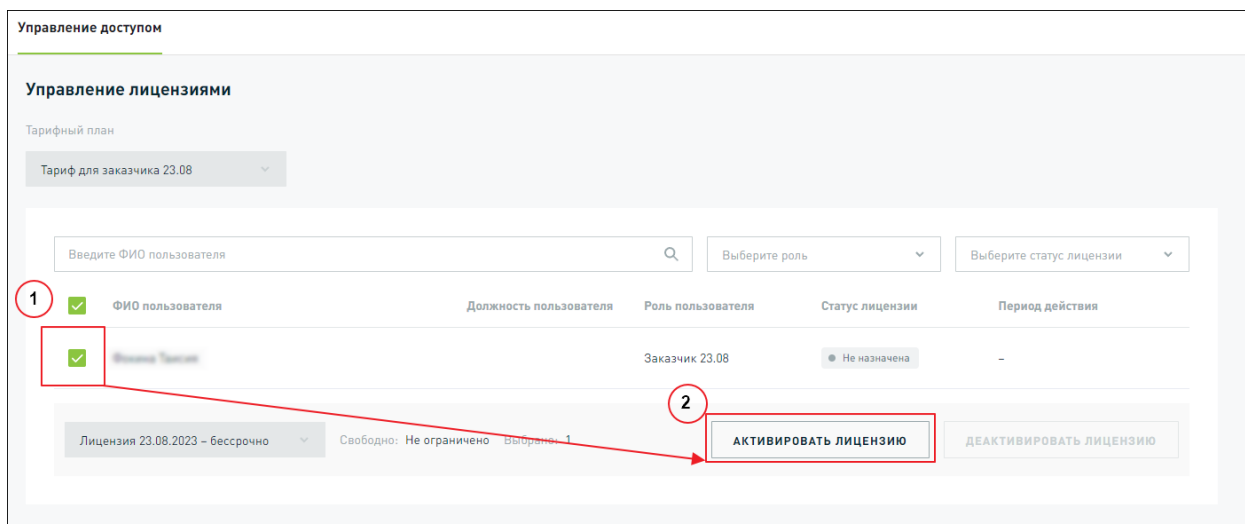 Управление доступом
Управление лицензиями
Тарифный план
Тариф для заказчика 23.08
Введите ФИО пользователя
Выберите роль
Выберите статус лицензии
1
ФИО пользователя Должность пользователя Роль пользователя Статус лицензии Период действия
Заказчик 23.08 Не назначена –
2
Лицензия 23.08.2023 – бессрочно Свободно: Не ограничено Выбрано: 1 АКТИВИРОВАТЬ ЛИЦЕНЗИЮ ДЕАКТИВИРОВАТЬ ЛИЦЕНЗИЮ